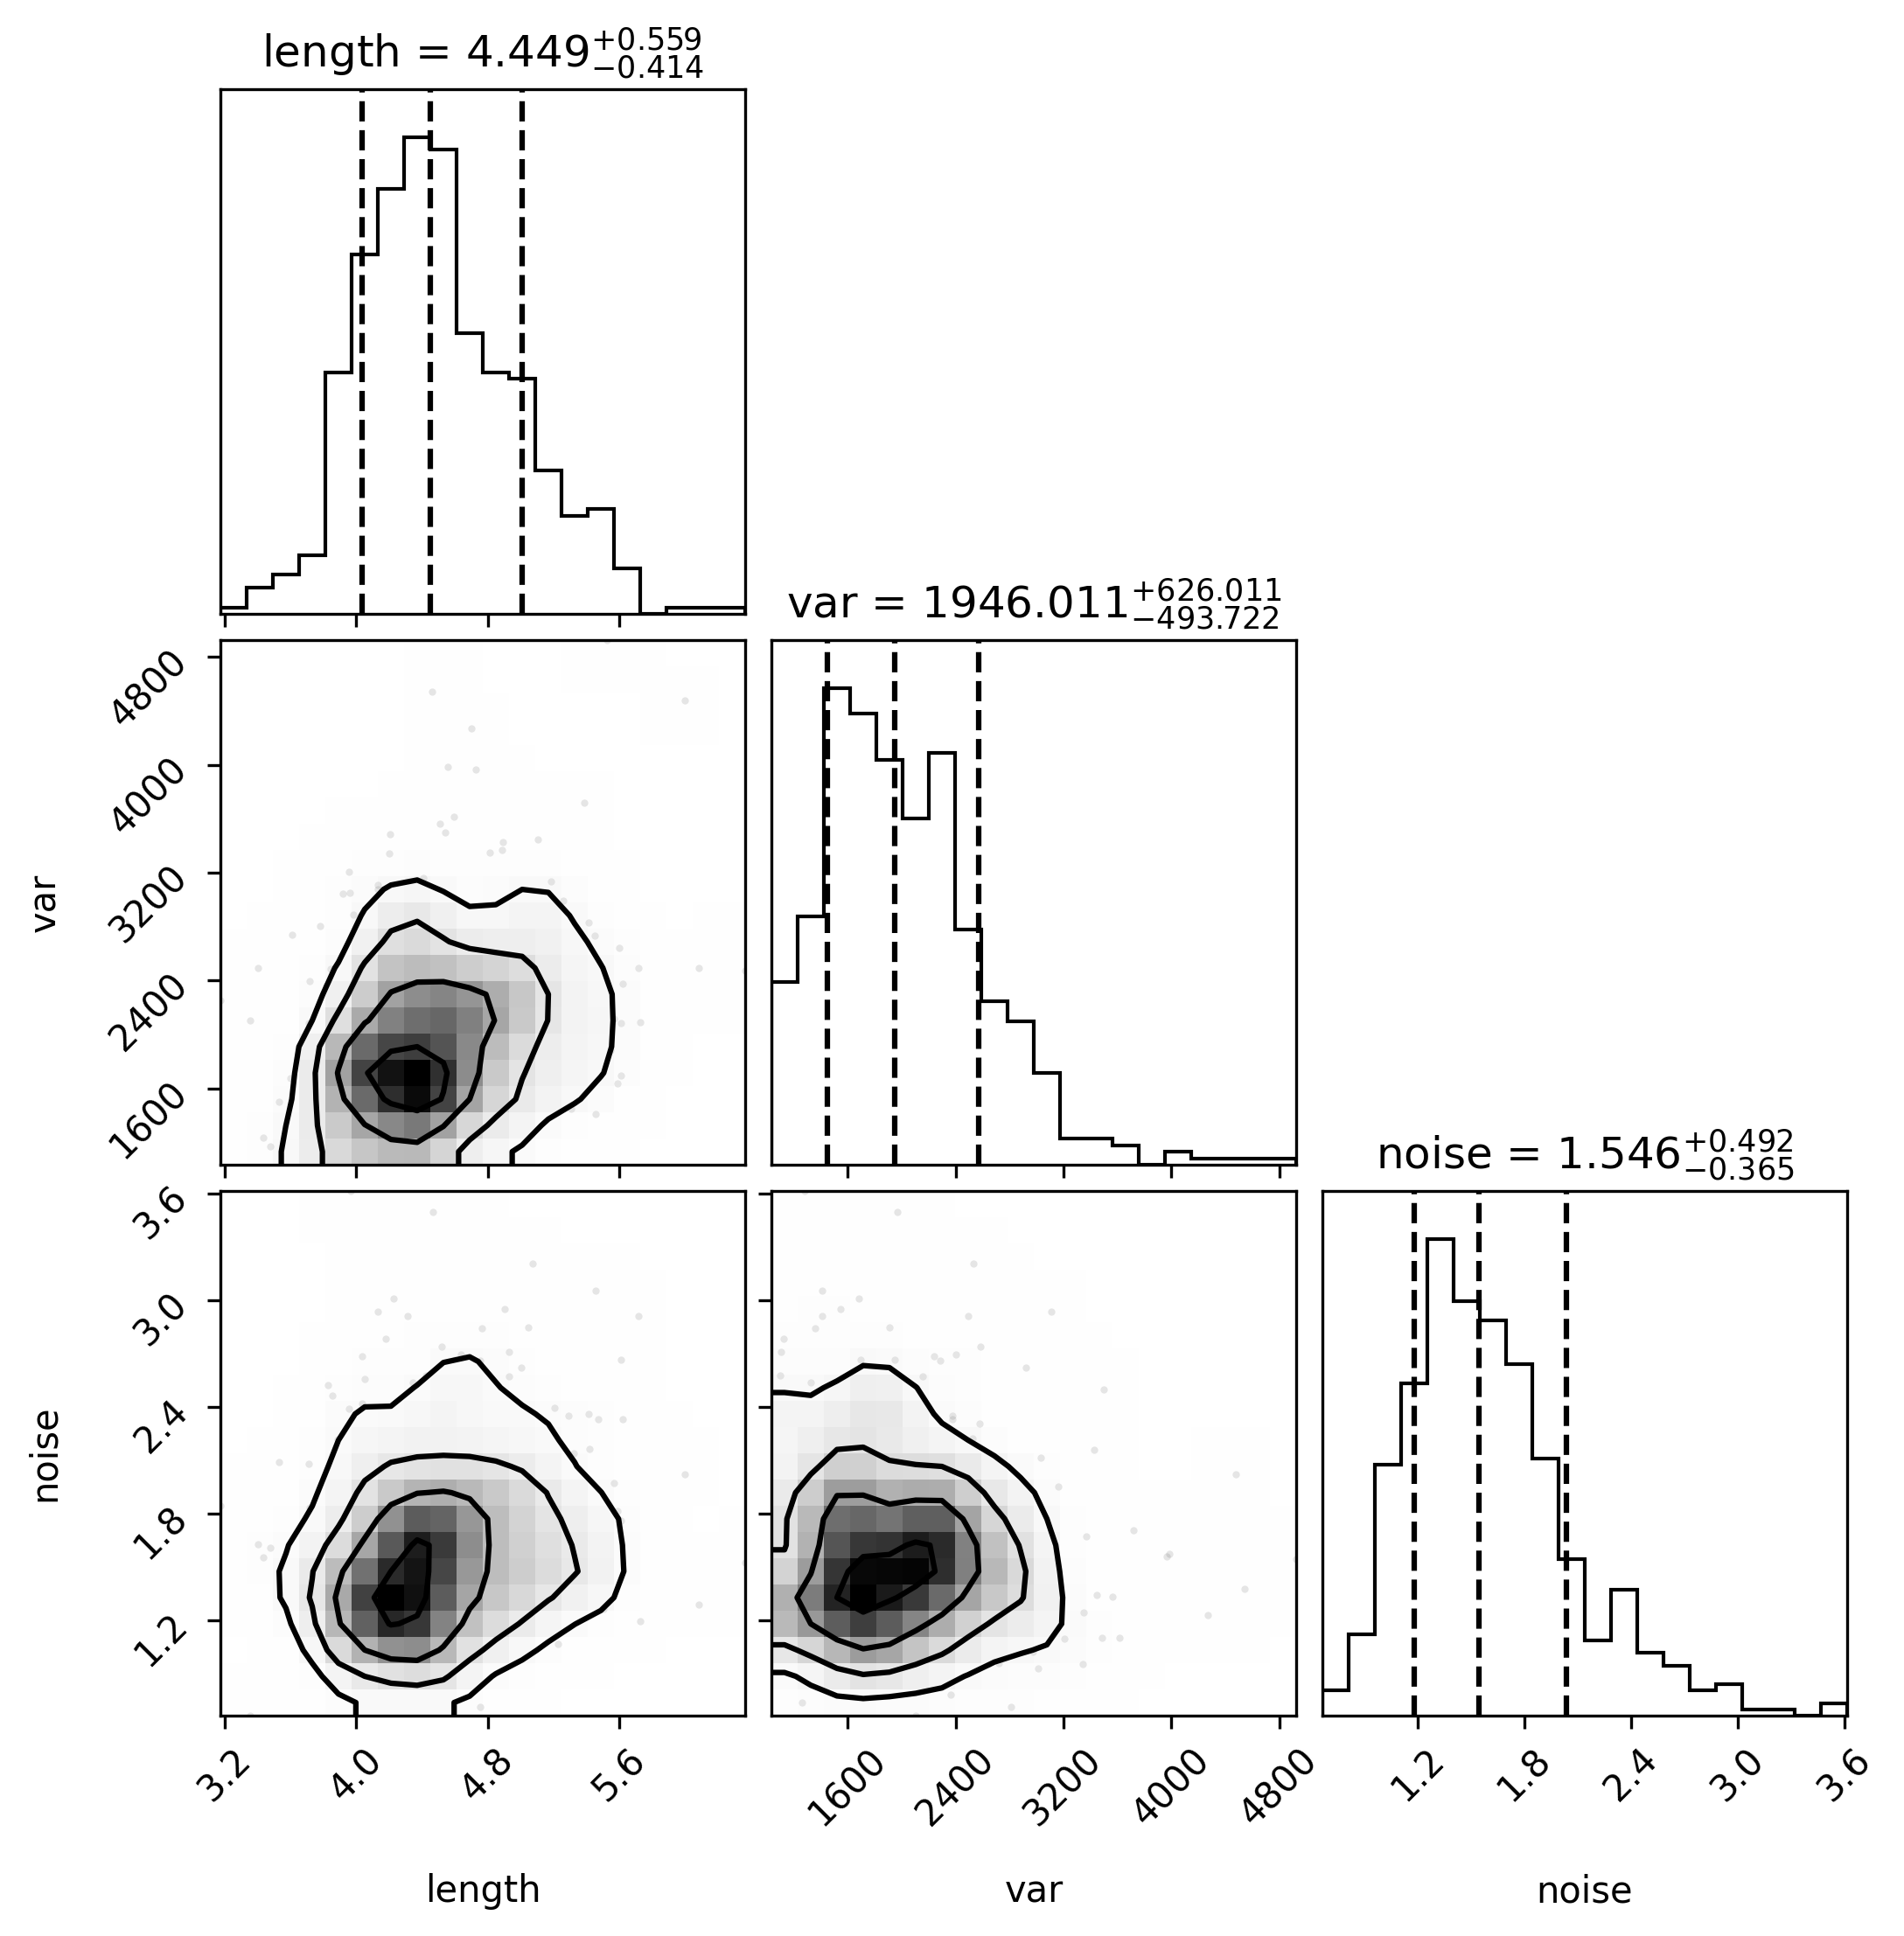 length = 4.449+0.559−0.414
var = 1946.011+626.011−493.722
4800
4000
3200
2400
1600
var
noise = 1.546+0.492−0.365
3.6
3.0
2.4
1.8
1.2
noise
3.2 4.0 4.8 5.6
1600 2400 3200 4000 4800
1.2 1.8 2.4 3.0 3.6
length var noise